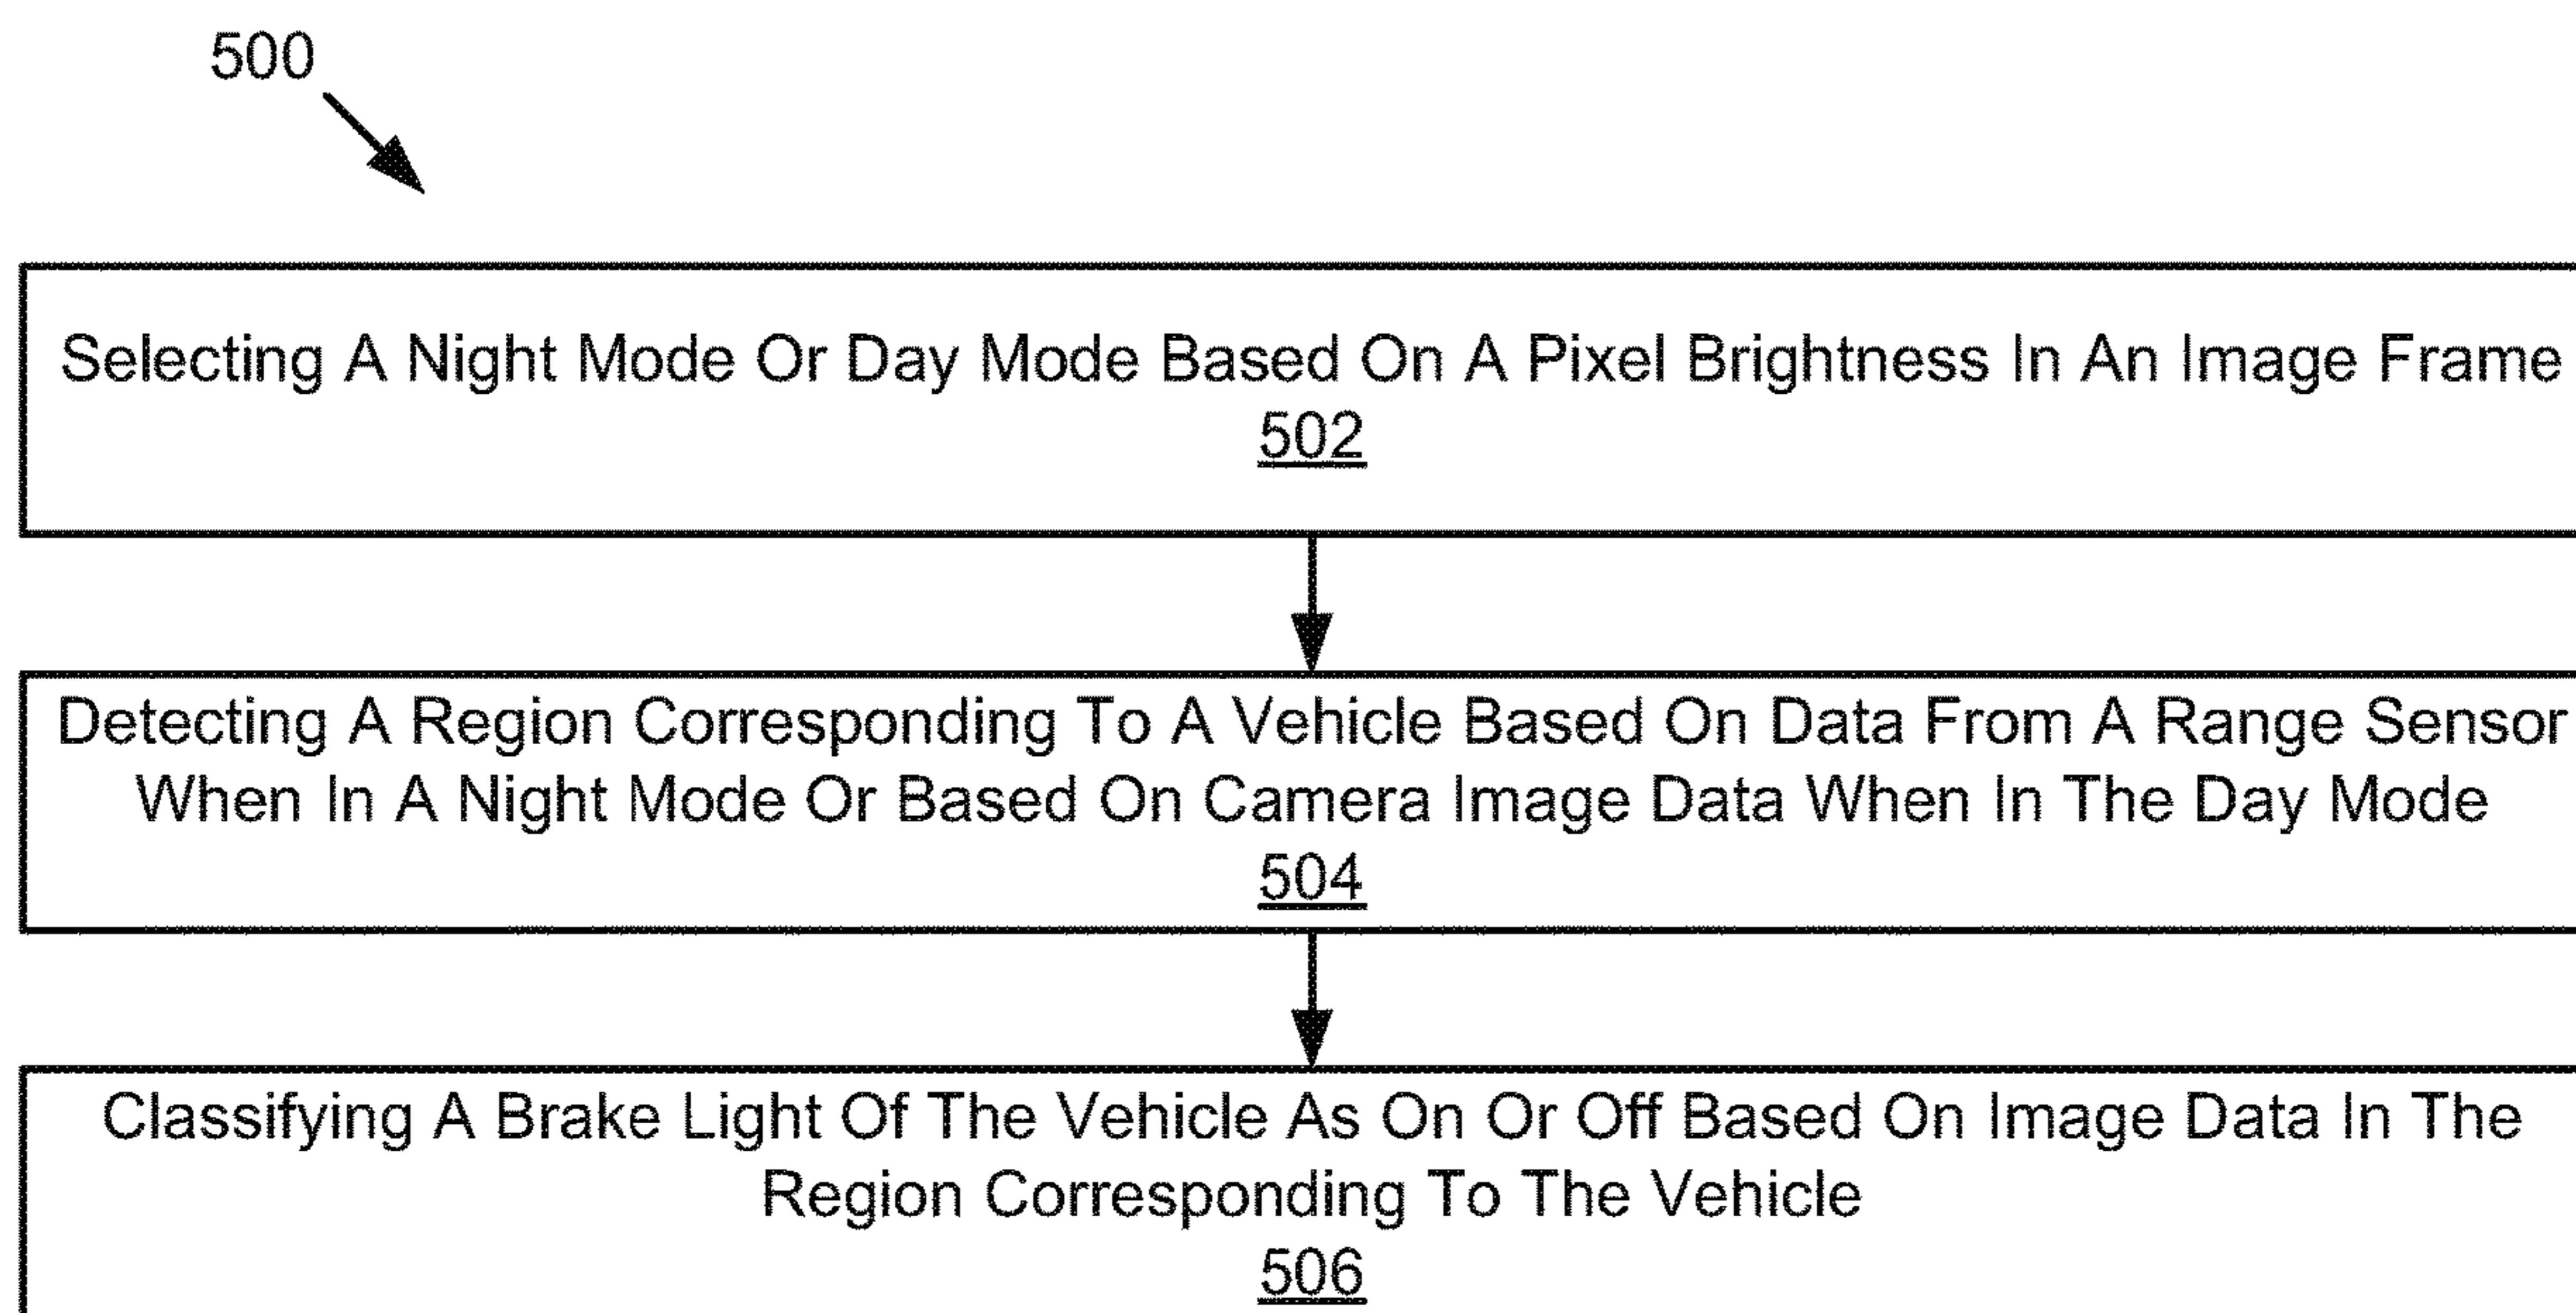 500
Selecting A Night Mode Or Day Mode Based On A Pixel Brightness In An Image Frame
502
Detecting A Region Corresponding To A Vehicle Based On Data From A Range Sensor
When In A Night Mode Or Based On Camera Image Data When In The Day Mode
504
Classifying A Brake Light Of The Vehicle As On Or Off Based On Image Data In The
Region Corresponding To The Vehicle
506